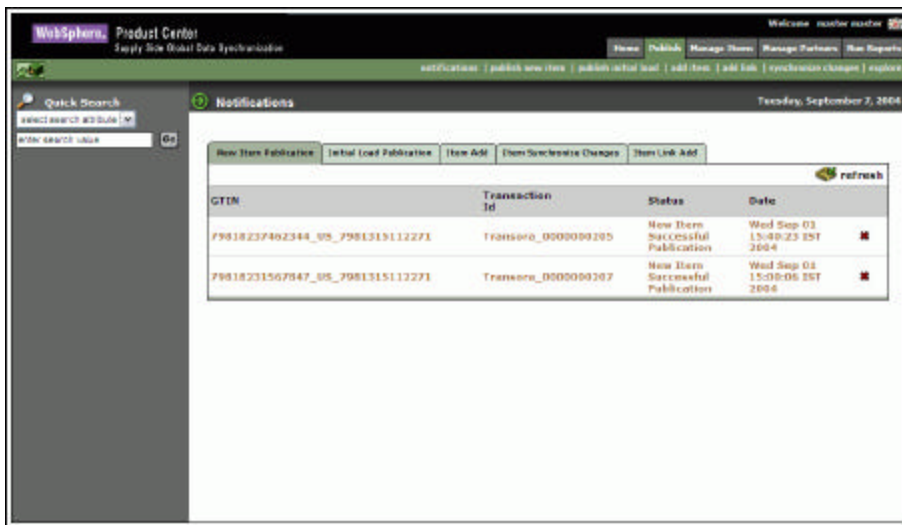 WebSphere. Product Center Welcome master master
Supply Side Global Data Synchronization
Home Publish Manage Items Manage Partners Run Reports
notifications | publish new item | publish initial load | add item | add link | synchronize changes | explore
Quick Search
select search attribute
enter search value Go
Notifications Tuesday, September 7, 2004
New Item Publication Initial Load Publication Item Add Item Synchronize Changes Item Link Add
refresh
GTIN Transaction Id Status Date
79818237462344_US_7981315112271 Transora_0000000205 New Item Successful Publication Wed Sep 01 15:40:23 IST 2004
79818231567847_US_7981315112271 Transora_0000000207 New Item Successful Publication Wed Sep 01 15:00:06 IST 2004